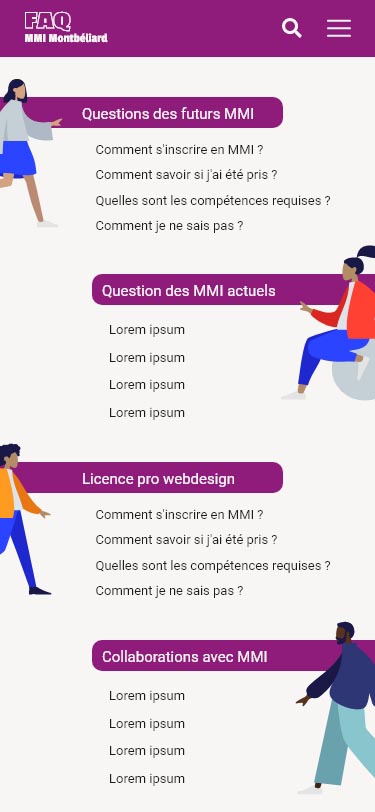 FAQ
MMI Montbéliard
Questions des futurs MMI
Comment s'inscrire en MMI ?
Comment savoir si j'ai été pris ?
Quelles sont les compétences requises ?
Comment je ne sais pas ?
Question des MMI actuels
Lorem ipsum
Lorem ipsum
Lorem ipsum
Lorem ipsum
Licence pro webdesign
Comment s'inscrire en MMI ?
Comment savoir si j'ai été pris ?
Quelles sont les compétences requises ?
Comment je ne sais pas ?
Collaborations avec MMI
Lorem ipsum
Lorem ipsum
Lorem ipsum
Lorem ipsum